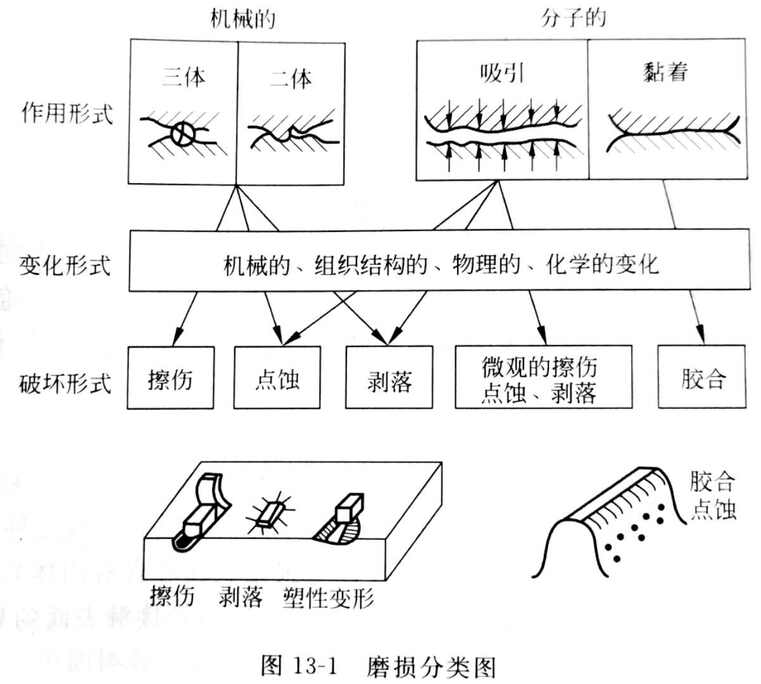 机械的 分子的
三体 二体 吸引 黏着
作用形式
变化形式 机械的、组织结构的、物理的、化学的变化
破坏形式 擦伤 点蚀 剥落 微观的擦伤 胶合
点蚀、剥落
胶合
点蚀
擦伤 剥落 塑性变形
图 13-1 磨损分类图